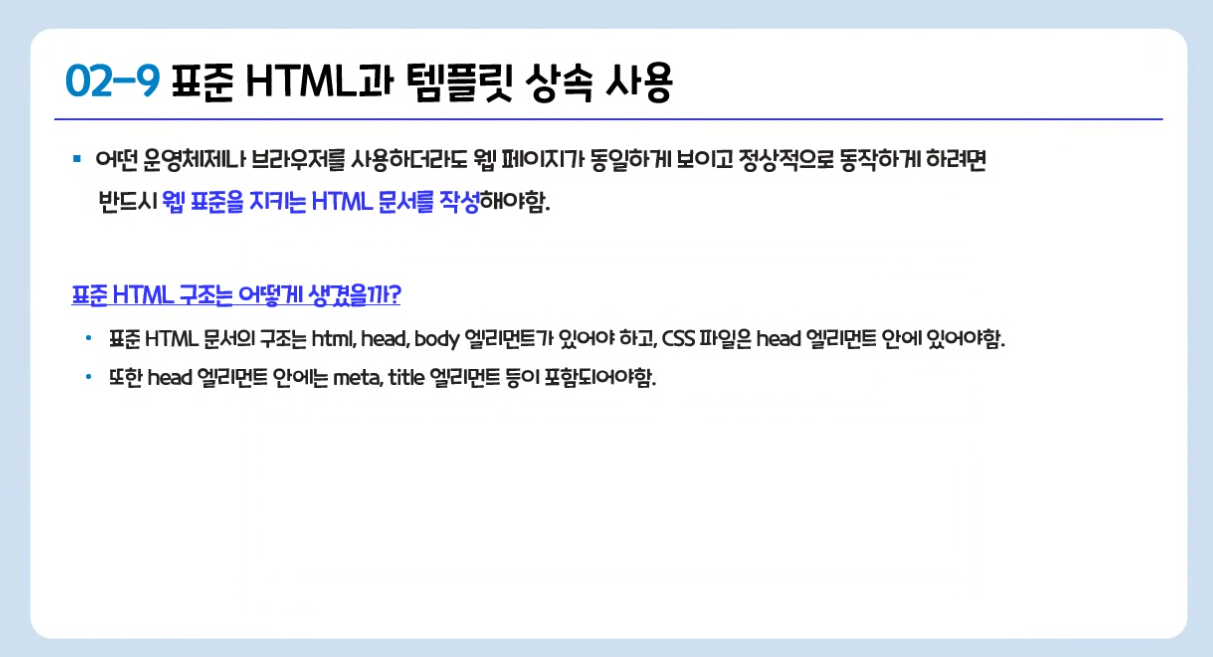 02-9 표준 HTML과 템플릿 상속 사용
▪ 어떤 운영체제나 브라우저를 사용하더라도 웹 페이지가 동일하게 보이고 정상적으로 동작하게 하려면
반드시 웹 표준을 지키는 HTML 문서를 작성해야함.
표준 HTML 구조는 어떻게 생겼을까?
• 표준 HTML 문서의 구조는 html, head, body 엘리먼트가 있어야 하고, CSS 파일은 head 엘리먼트 안에 있어야함.
• 또한 head 엘리먼트 안에는 meta, title 엘리먼트 등이 포함되어야함.